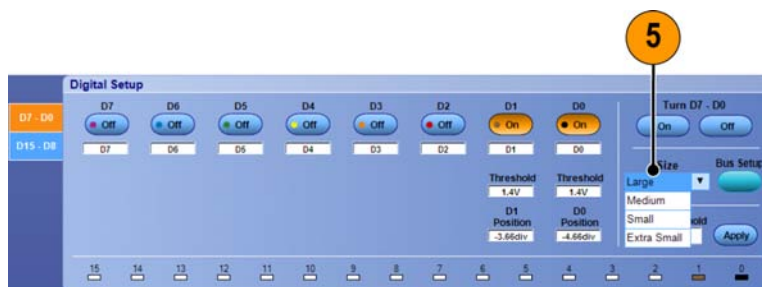 5
Digital Setup
D7 - D0
D15 - D8
D7 D6 D5 D4 D3 D2 D1 D0
Off Off Off Off Off Off On On
D7 D6 D5 D4 D3 D2 D1 D0
Threshold Threshold
1.4V 1.4V
D1 D0
Position Position
-3.66div -4.66div
Turn D7 - D0
On Off
Size Bus Setup
Large
Medium
Small
Extra Small
Apply
15 14 13 12 11 10 9 8 7 6 5 4 3 2 1 0